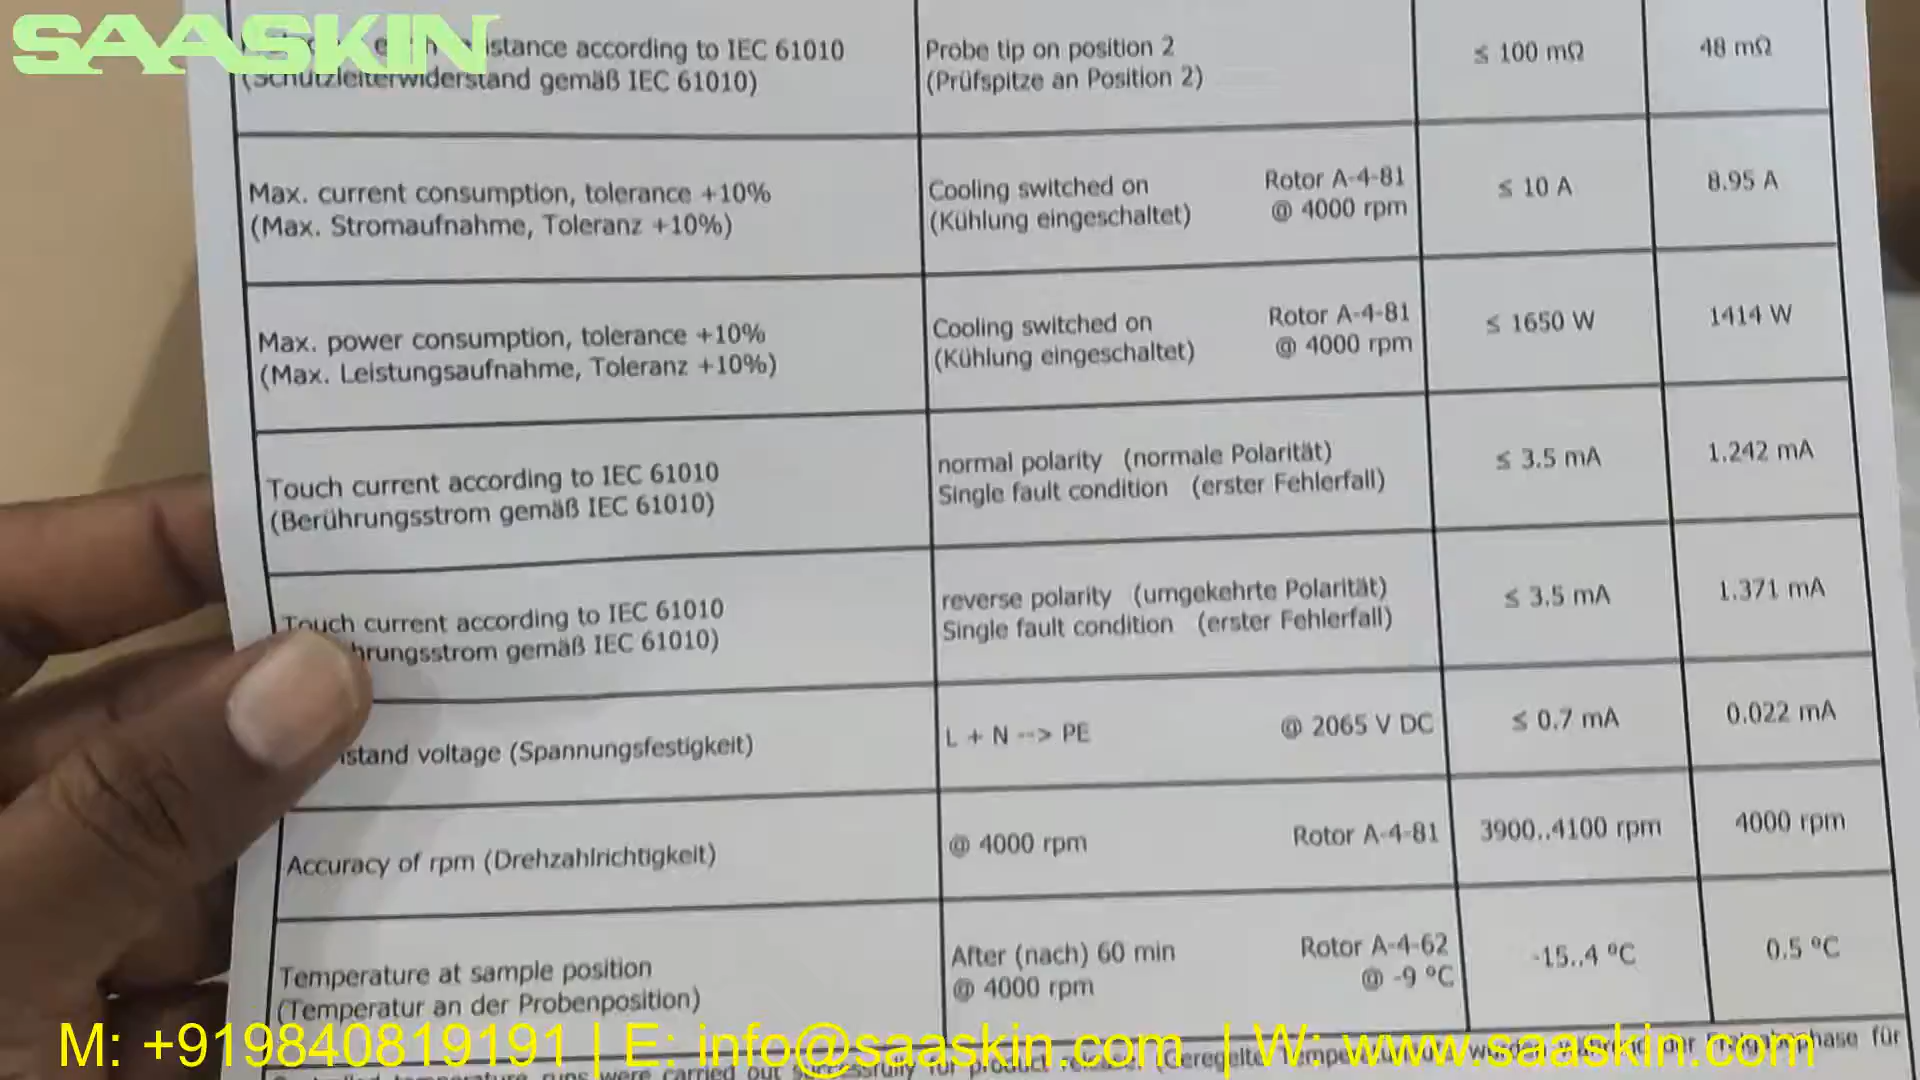 SAASKIN
according to IEC 61010
(Schutzleiterwiderstand gemäß IEC 61010)
Probe tip on position 2
(Prüfspitze an Position 2)
≤ 100 mΩ
48 mΩ
Max. current consumption, tolerance +10%
(Max. Stromaufnahme, Toleranz +10%)
Cooling switched on
(Kühlung eingeschaltet)
Rotor A-4-81
@ 4000 rpm
≤ 10 A
8.95 A
Max. power consumption, tolerance +10%
(Max. Leistungsaufnahme, Toleranz +10%)
Cooling switched on
(Kühlung eingeschaltet)
Rotor A-4-81
@ 4000 rpm
≤ 1650 W
1414 W
Touch current according to IEC 61010
(Berührungsstrom gemäß IEC 61010)
normal polarity (normale Polarität)
Single fault condition (erster Fehlerfall)
≤ 3.5 mA
1.242 mA
Touch current according to IEC 61010
gemäß IEC 61010)
reverse polarity (umgekehrte Polarität)
Single fault condition (erster Fehlerfall)
≤ 3.5 mA
1.371 mA
voltage (Spannungsfestigkeit)
L + N --> PE
@ 2065 V DC
≤ 0.7 mA
0.022 mA
Accuracy of rpm (Drehzahlrichtigkeit)
@ 4000 rpm
Rotor A-4-81
3900..4100 rpm
4000 rpm
Temperature at sample position
(Temperatur an der Probenposition)
After (nach) 60 min
@ 4000 rpm
Rotor A-4-62
@ -9 °C
-15..4 °C
0.5 °C
M: +919840819191 | E: info@saaskin.com | W: www.saaskin.com